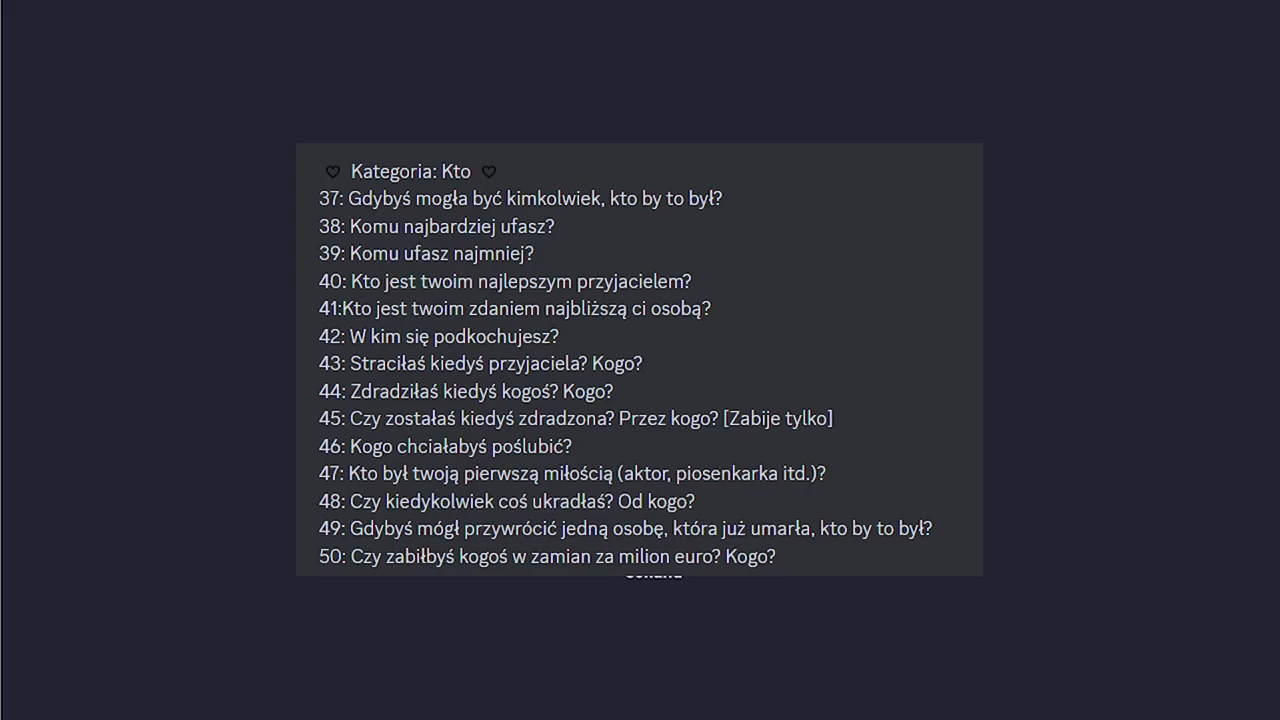 ♡ Kategoria: Kto ♡
37: Gdybyś mogła być kimkolwiek, kto by to był?
38: Komu najbardziej ufasz?
39: Komu ufasz najmniej?
40: Kto jest twoim najlepszym przyjacielem?
41:Kto jest twoim zdaniem najbliższą ci osobą?
42: W kim się podkochujesz?
43: Straciłaś kiedyś przyjaciela? Kogo?
44: Zdradziłaś kiedyś kogoś? Kogo?
45: Czy zostałaś kiedyś zdradzona? Przez kogo? [Zabije tylko]
46: Kogo chciałabyś poślubić?
47: Kto był twoją pierwszą miłością (aktor, piosenkarka itd.)?
48: Czy kiedykolwiek coś ukradłaś? Od kogo?
49: Gdybyś mógł przywrócić jedną osobę, która już umarła, kto by to był?
50: Czy zabiłbyś kogoś w zamian za milion euro? Kogo?